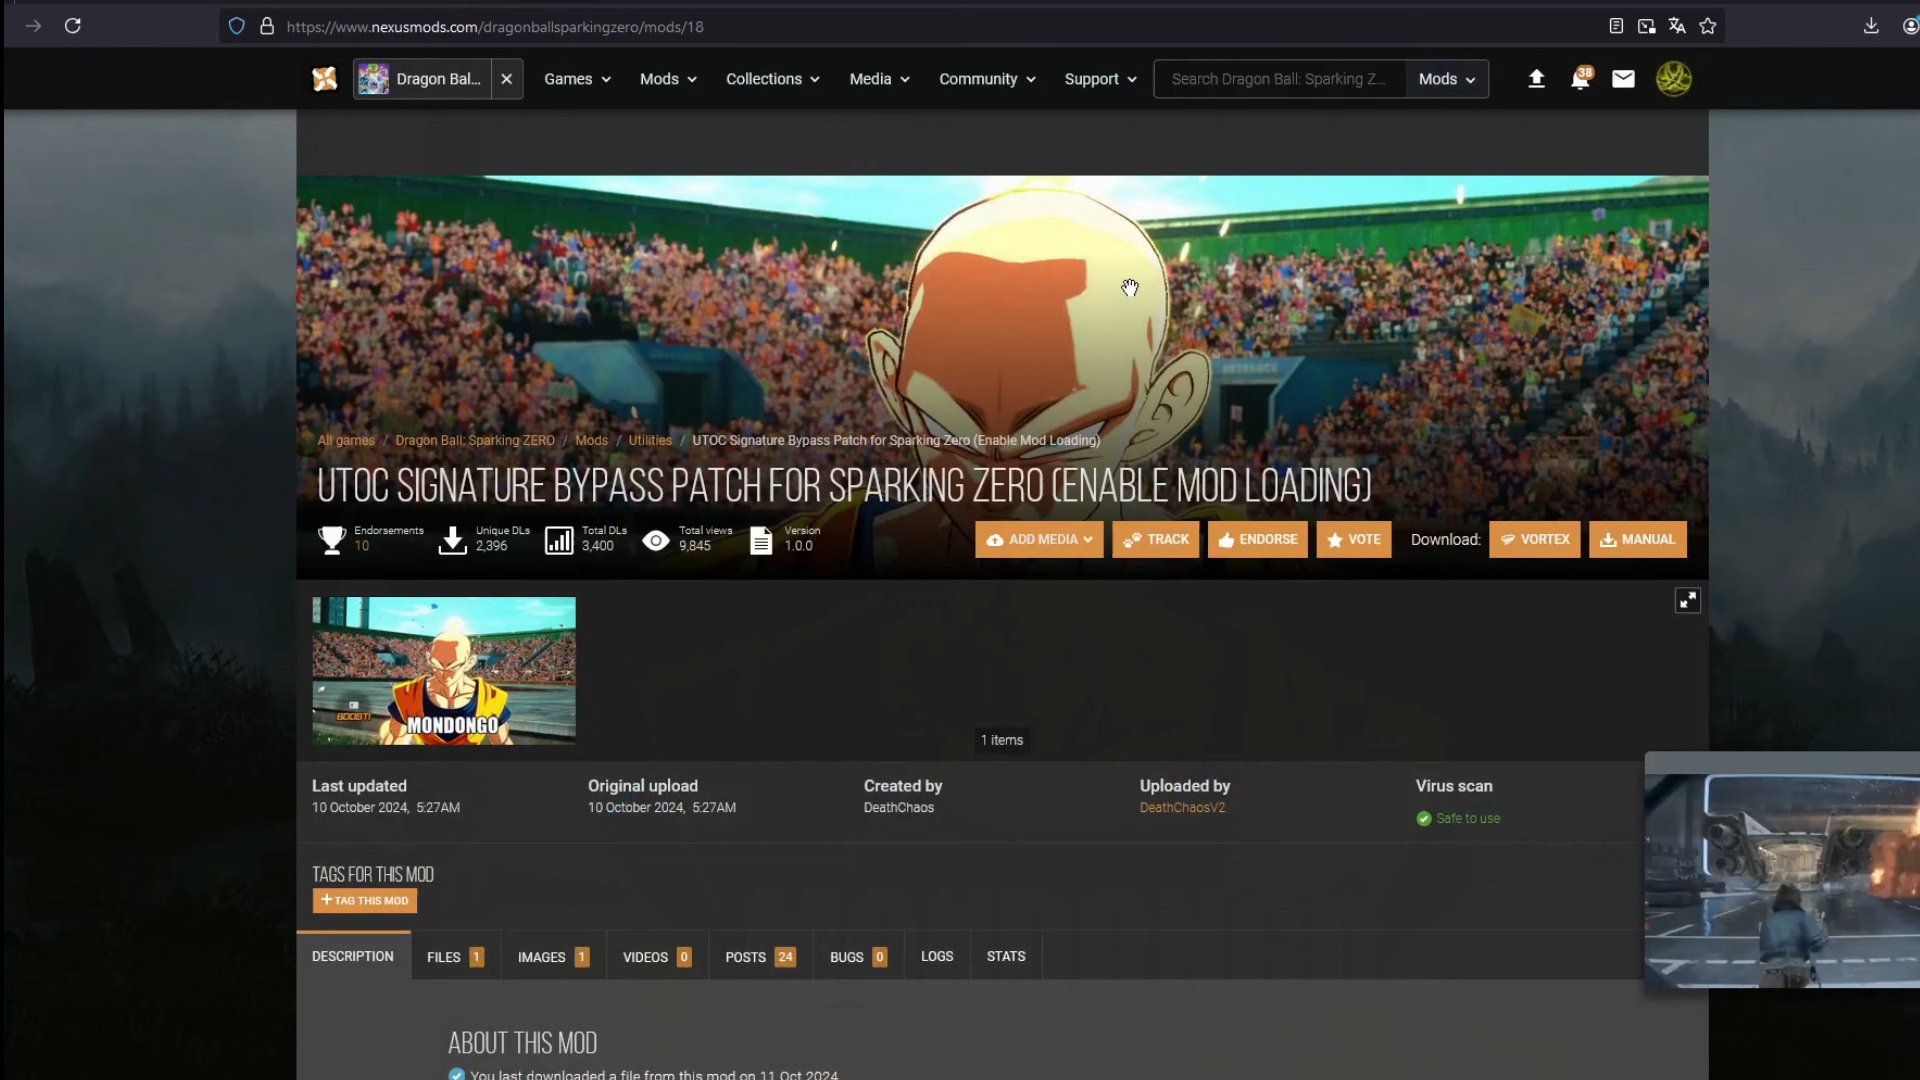 https://www.nexusmods.com/dragonballsparkingzero/mods/18
Dragon Bal...
Games
Mods
Collections
Media
Community
Support
Search Dragon Ball: Sparking Z...
Mods
38
All games / Dragon Ball: Sparking ZERO / Mods / Utilities / UTOC Signature Bypass Patch for Sparking Zero (Enable Mod Loading)
UTOC SIGNATURE BYPASS PATCH FOR SPARKING ZERO (ENABLE MOD LOADING)
Endorsements
10
Unique DLs
2,396
Total DLs
3,400
Total views
9,845
Version
1.0.0
ADD MEDIA
TRACK
ENDORSE
VOTE
Download:
VORTEX
MANUAL
BOOST!
MONDONGO
1 items
Last updated
10 October 2024, 5:27AM
Original upload
10 October 2024, 5:27AM
Created by
DeathChaos
Uploaded by
DeathChaosV2
Virus scan
Safe to use
TAGS FOR THIS MOD
+ TAG THIS MOD
DESCRIPTION
FILES 1
IMAGES 1
VIDEOS 0
POSTS 24
BUGS 0
LOGS
STATS
ABOUT THIS MOD
You last downloaded a file from this mod on 11 Oct 2024